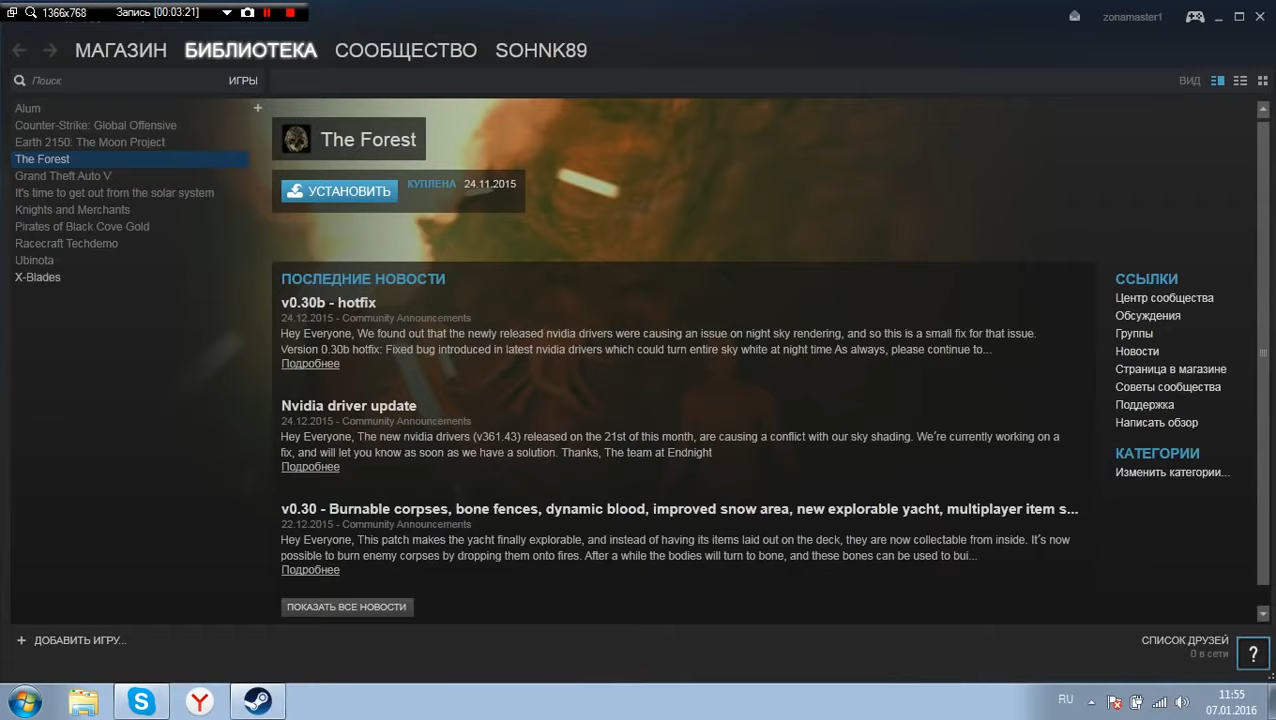 1366x768 Запись [00:03:21]
zonamaster1
МАГАЗИН БИБЛИОТЕКА СООБЩЕСТВО SOHNK89
Поиск ИГРЫ ВИД
Alum
Counter-Strike: Global Offensive
Earth 2150: The Moon Project
The Forest
Grand Theft Auto V
It's time to get out from the solar system
Knights and Merchants
Pirates of Black Cove Gold
Racecraft Techdemo
Ubinota
X-Blades
The Forest
УСТАНОВИТЬ КУПЛЕНА 24.11.2015
ПОСЛЕДНИЕ НОВОСТИ
v0.30b - hotfix
24.12.2015 - Community Announcements
Hey Everyone, We found out that the newly released nvidia drivers were causing an issue on night sky rendering, and so this is a small fix for that issue.
Version 0.30b hotfix: Fixed bug introduced in latest nvidia drivers which could turn entire sky white at night time As always, please continue to...
Подробнее
Nvidia driver update
24.12.2015 - Community Announcements
Hey Everyone, The new nvidia drivers (v361.43) released on the 21st of this month, are causing a conflict with our sky shading. We're currently working on a
fix, and will let you know as soon as we have a solution. Thanks, The team at Endnight
Подробнее
v0.30 - Burnable corpses, bone fences, dynamic blood, improved snow area, new explorable yacht, multiplayer item s...
22.12.2015 - Community Announcements
Hey Everyone, This patch makes the yacht finally explorable, and instead of having its items laid out on the deck, they are now collectable from inside. It's now
possible to burn enemy corpses by dropping them onto fires. After a while the bodies will turn to bone, and these bones can be used to bui...
Подробнее
ПОКАЗАТЬ ВСЕ НОВОСТИ
ССЫЛКИ
Центр сообщества
Обсуждения
Группы
Новости
Страница в магазине
Советы сообщества
Поддержка
Написать обзор
КАТЕГОРИИ
Изменить категории...
+ ДОБАВИТЬ ИГРУ...
СПИСОК ДРУЗЕЙ
0 в сети
?
RU
11:55
07.01.2016